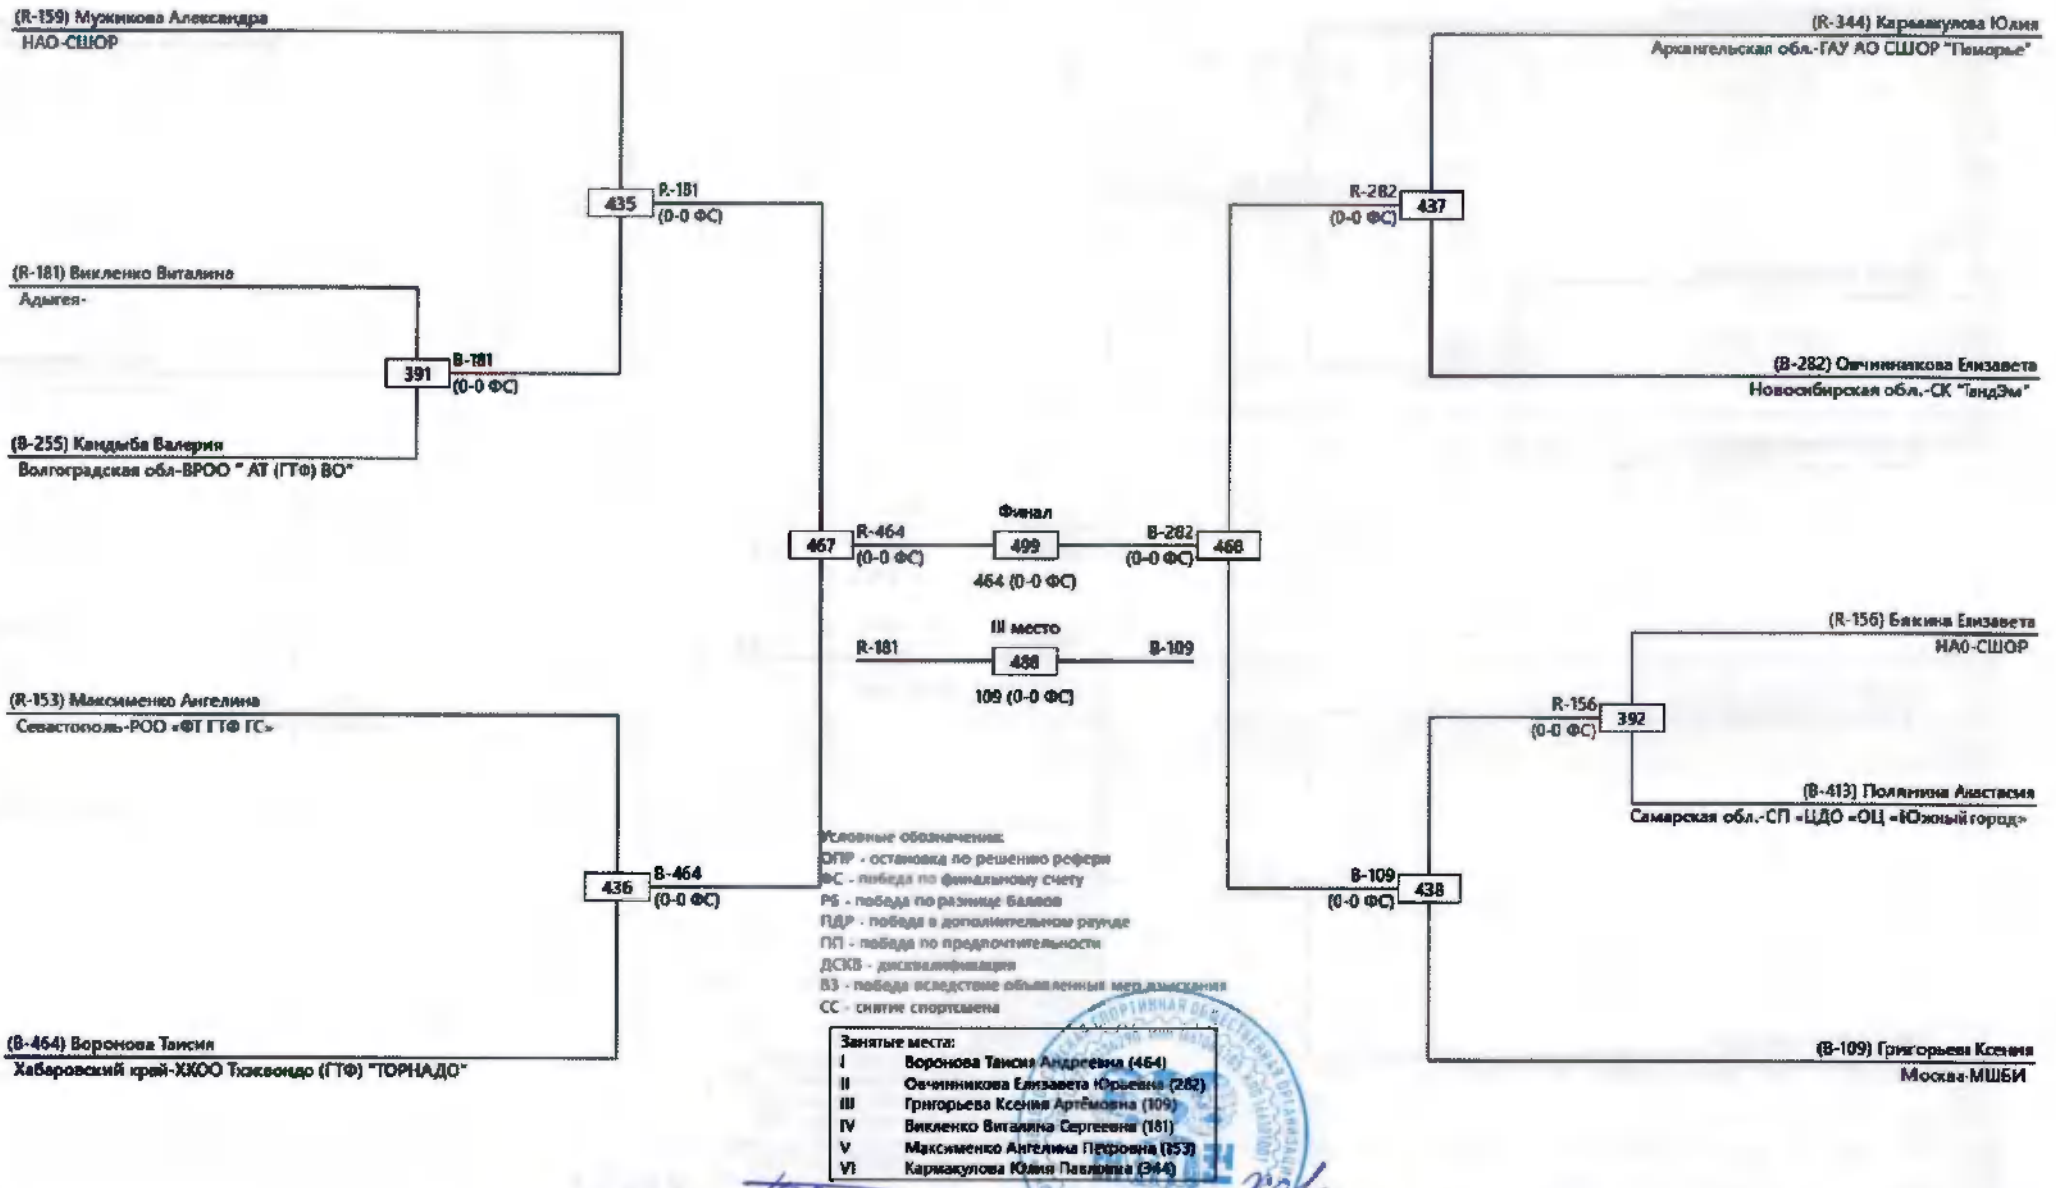 (R-159) Мужикова Александра
НАО-СШОР
(R-344) Кармакулова Юлия
Архангельская обл.-ГАУ АО СШОР "Поморье"
435
R-181
(0-0 ФС)
R-282
(0-0 ФС)
437
(R-181) Викленко Виталина
Адыгея-
391
B-181
(0-0 ФС)
(B-255) Кандыба Валерия
Волгоградская обл-ВРОО " АТ (ГТФ) ВО"
(B-282) Овчинникова Елизавета
Новосибирская обл.-СК "ТандЭм"
467
R-464
(0-0 ФС)
Финал
499
464 (0-0 ФС)
B-282
(0-0 ФС)
468
III место
R-181
488
B-109
109 (0-0 ФС)
(R-156) Бякина Елизавета
НАО-СШОР
R-156
(0-0 ФС)
392
(B-413) Полянина Анастасия
Самарская обл.-СП «ЦДО «ОЦ «Южный город»
(R-153) Максименко Ангелина
Севастополь-РОО «ФТ ГТФ ГС»
436
B-464
(0-0 ФС)
B-109
(0-0 ФС)
438
(B-464) Воронова Таисия
Хабаровский край-ХКОО Тхэквондо (ГТФ) "ТОРНАДО"
(B-109) Григорьева Ксения
Москва-МШБИ
Условные обозначения:
ОПР - остановка по решению рефери
ФС - победа по финальному счету
РБ - победа по разнице баллов
ПДР - победа в дополнительном раунде
ПП - победа по предпочтительности
ДСКВ - дисквалификация
ВЗ - победа вследствие объявленных мер взыскания
СС - снятие спортсмена
Занятые места:
I Воронова Таисия Андреевна (464)
II Овчинникова Елизавета Юрьевна (282)
III Григорьева Ксения Артёмовна (109)
IV Викленко Виталина Сергеевна (181)
V Максименко Ангелина Петровна (153)
VI Кармакулова Юлия Павловна (344)